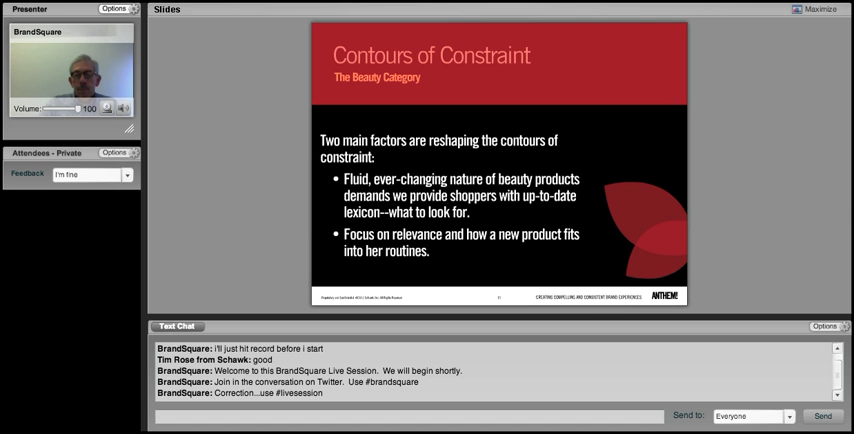 Presenter
Options
BrandSquare
Volume:
100
Attendees - Private
Options
Feedback
I'm fine
Slides
Maximize
Contours of Constraint
The Beauty Category
Two main factors are reshaping the contours of
constraint:
• Fluid, ever-changing nature of beauty products
demands we provide shoppers with up-to-date
lexicon--what to look for.
• Focus on relevance and how a new product fits
into her routines.
CREATING COMPELLING AND CONSISTENT BRAND EXPERIENCES
ANTHEM!
Text Chat
Options
BrandSquare: i'll just hit record before i start
Tim Rose from Schawk: good
BrandSquare: Welcome to this BrandSquare Live Session. We will begin shortly.
BrandSquare: Join in the conversation on Twitter. Use #brandsquare
BrandSquare: Correction...use #livesession
Send to:
Everyone
Send